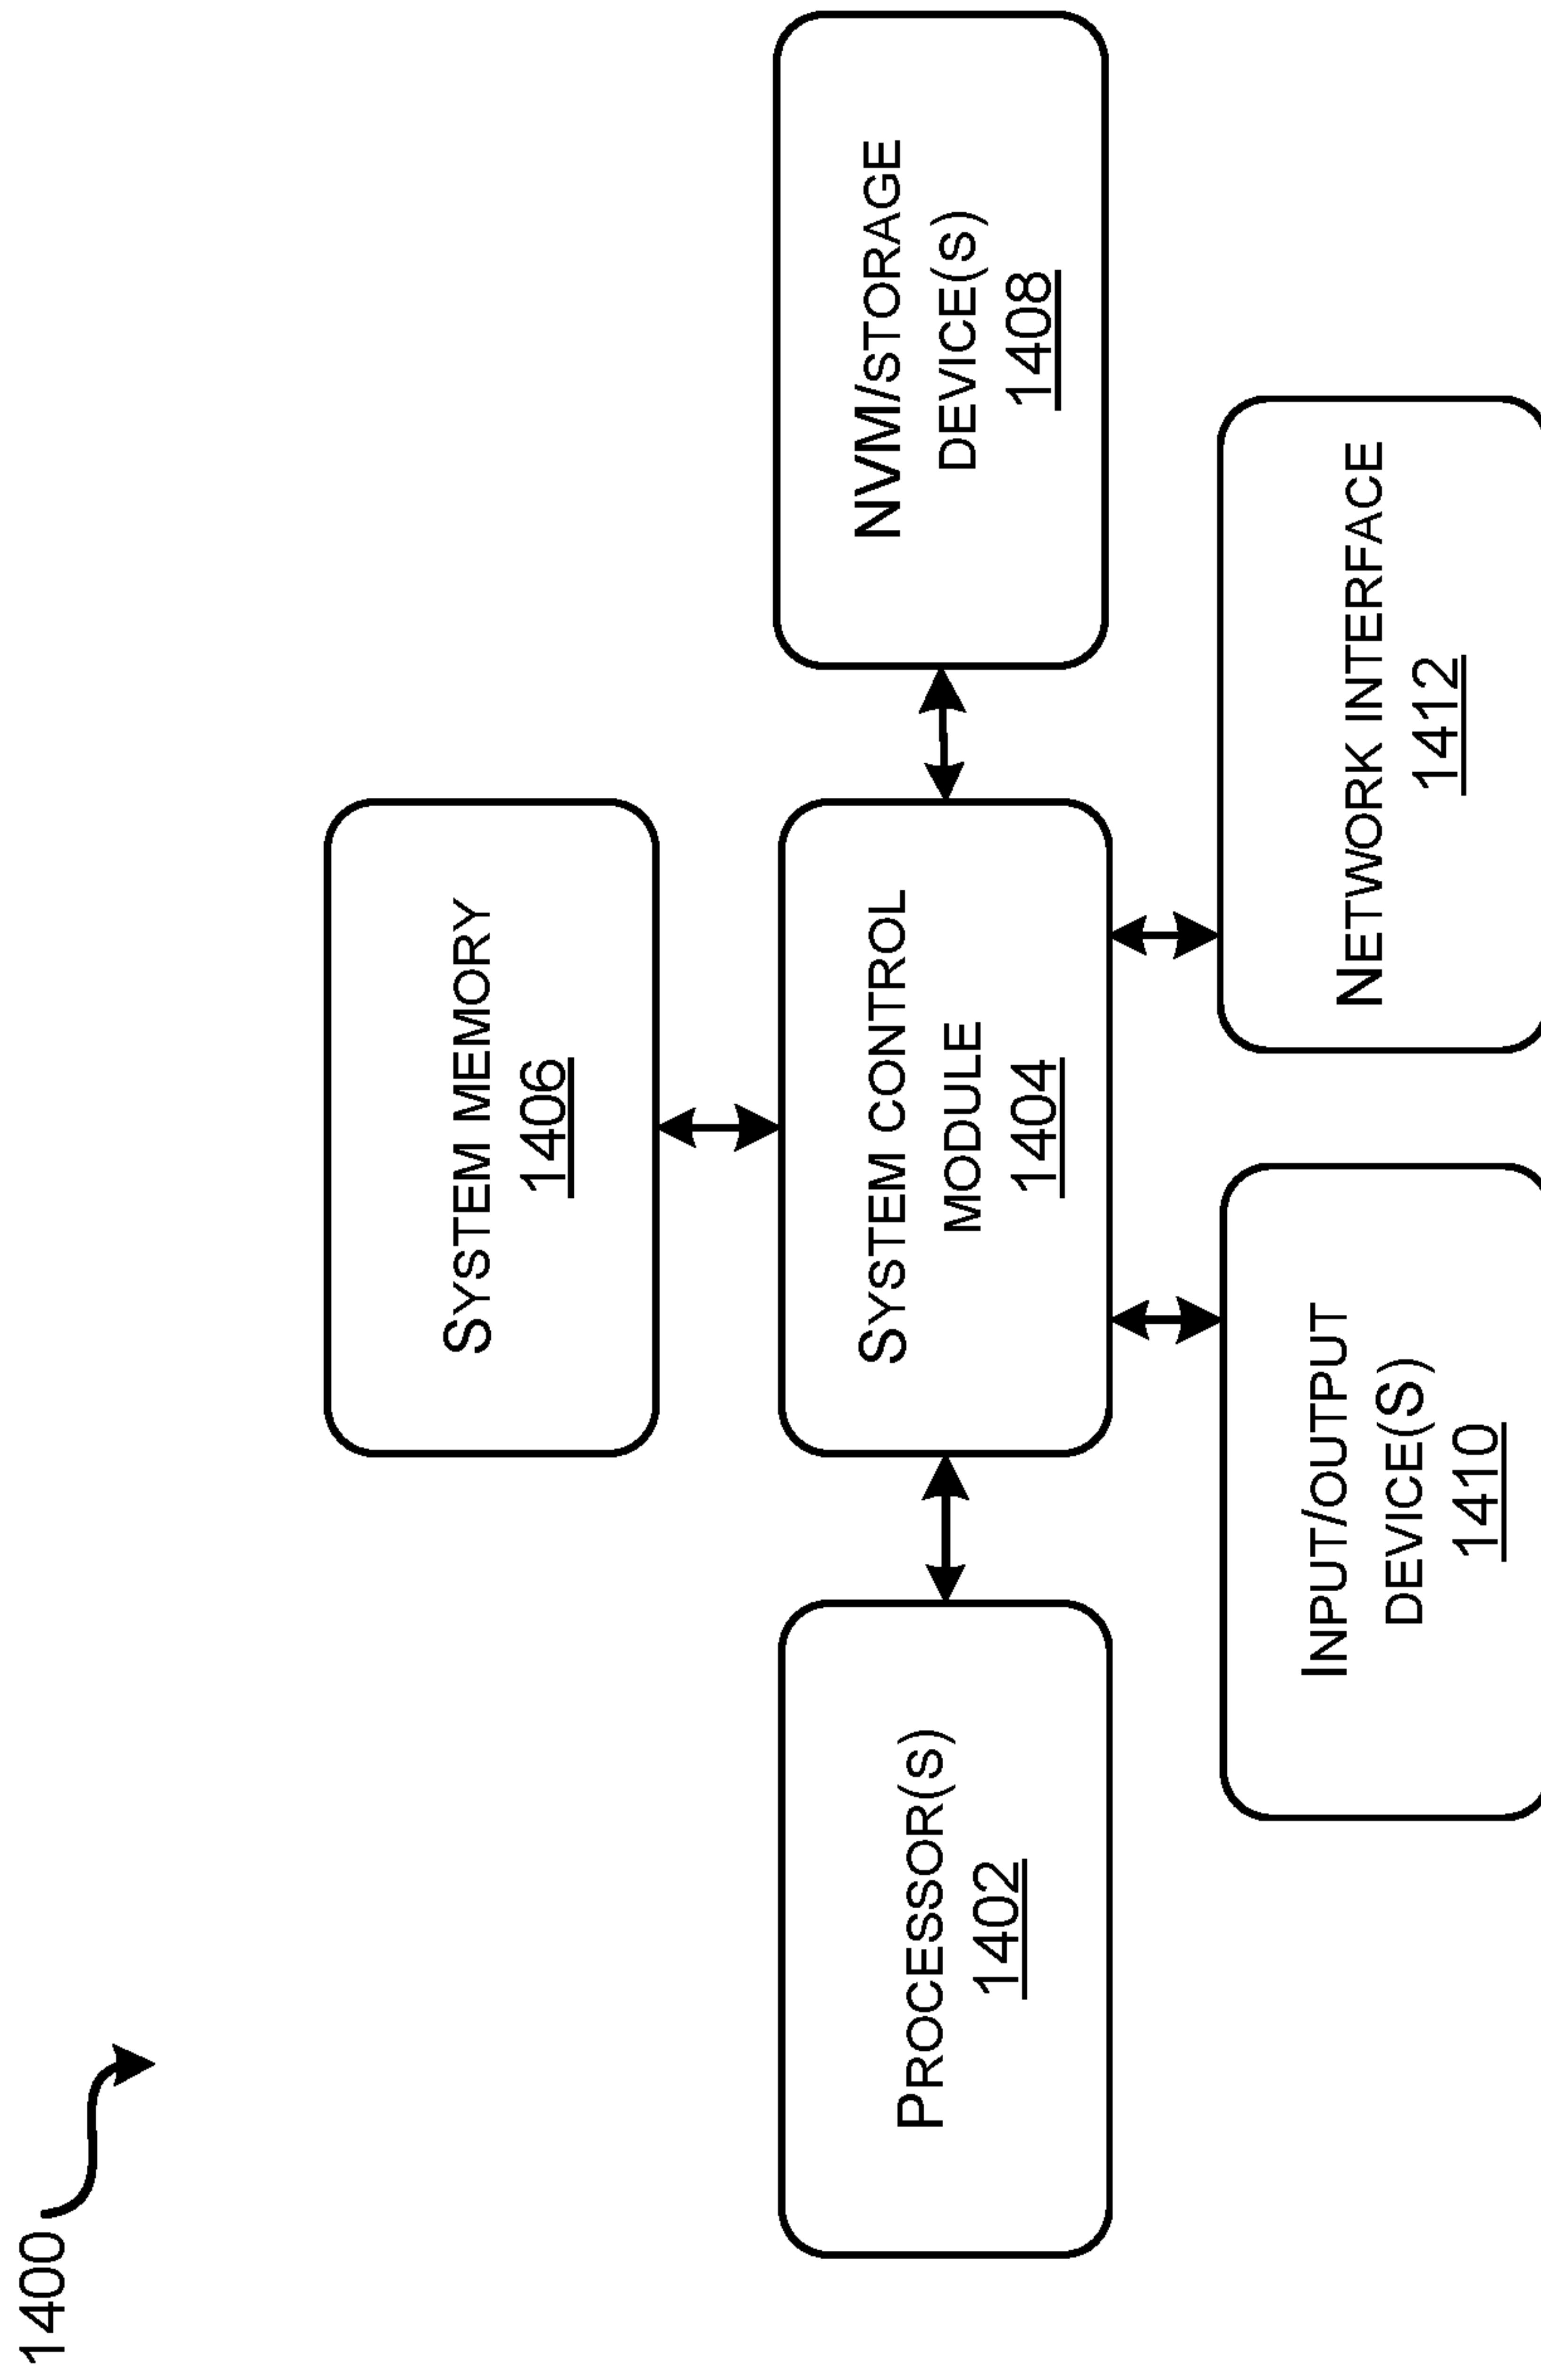 1400
SYSTEM MEMORY
1406
PROCESSOR(S)
1402
SYSTEM CONTROL
MODULE
1404
NVM/STORAGE
DEVICE(S)
1408
INPUT/OUTPUT
DEVICE(S)
1410
NETWORK INTERFACE
1412